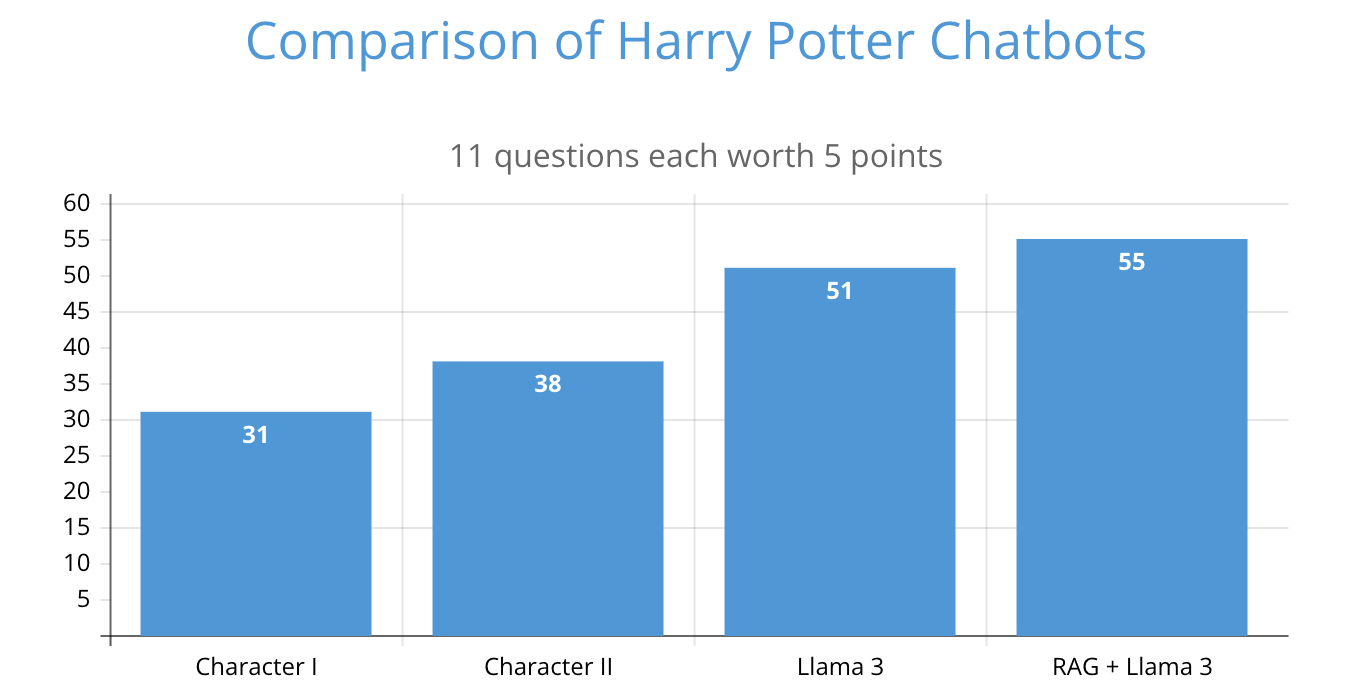 Comparison of Harry Potter Chatbots
11 questions each worth 5 points
60
55
50
45
40
35
30
25
20
15
10
5
31
38
51
55
Character I
Character II
Llama 3
RAG + Llama 3